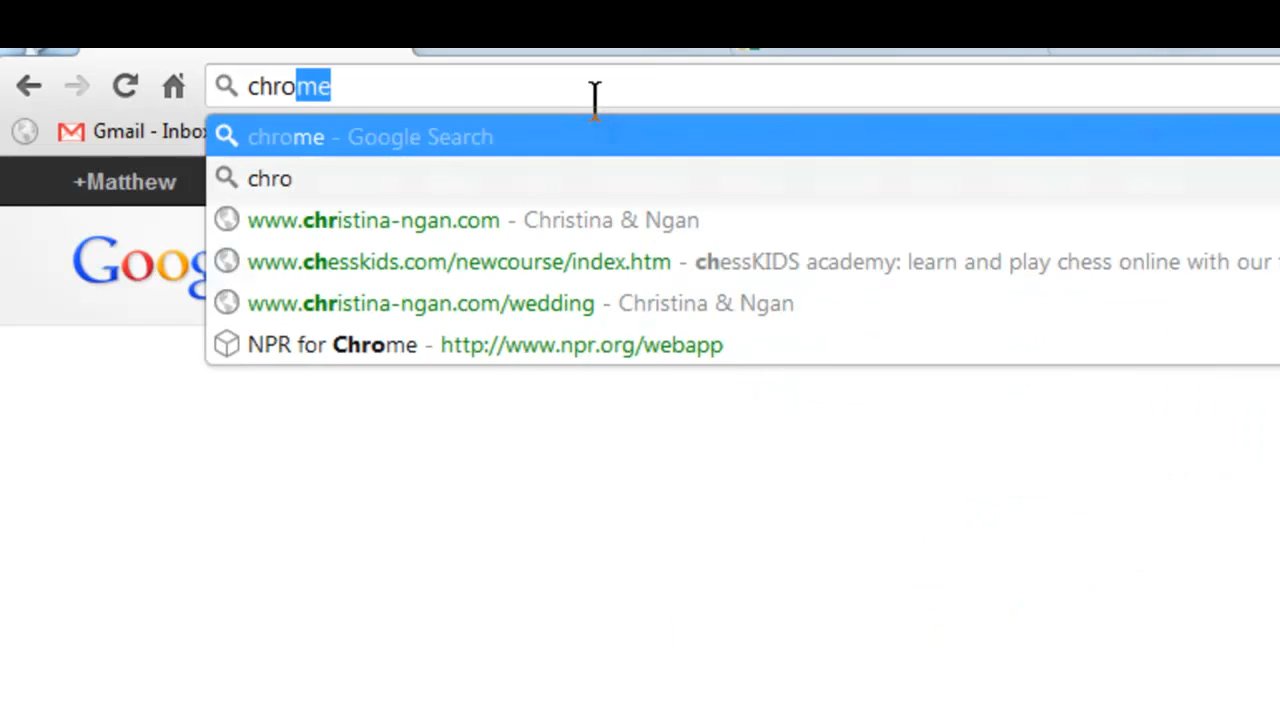 chrome
Gmail - Inbo
chrome - Google Search
+Matthew
chro
www.christina-ngan.com - Christina & Ngan
Goog
www.chesskids.com/newcourse/index.htm - chessKIDS academy: learn and play chess online with our
www.christina-ngan.com/wedding - Christina & Ngan
NPR for Chrome - http://www.npr.org/webapp